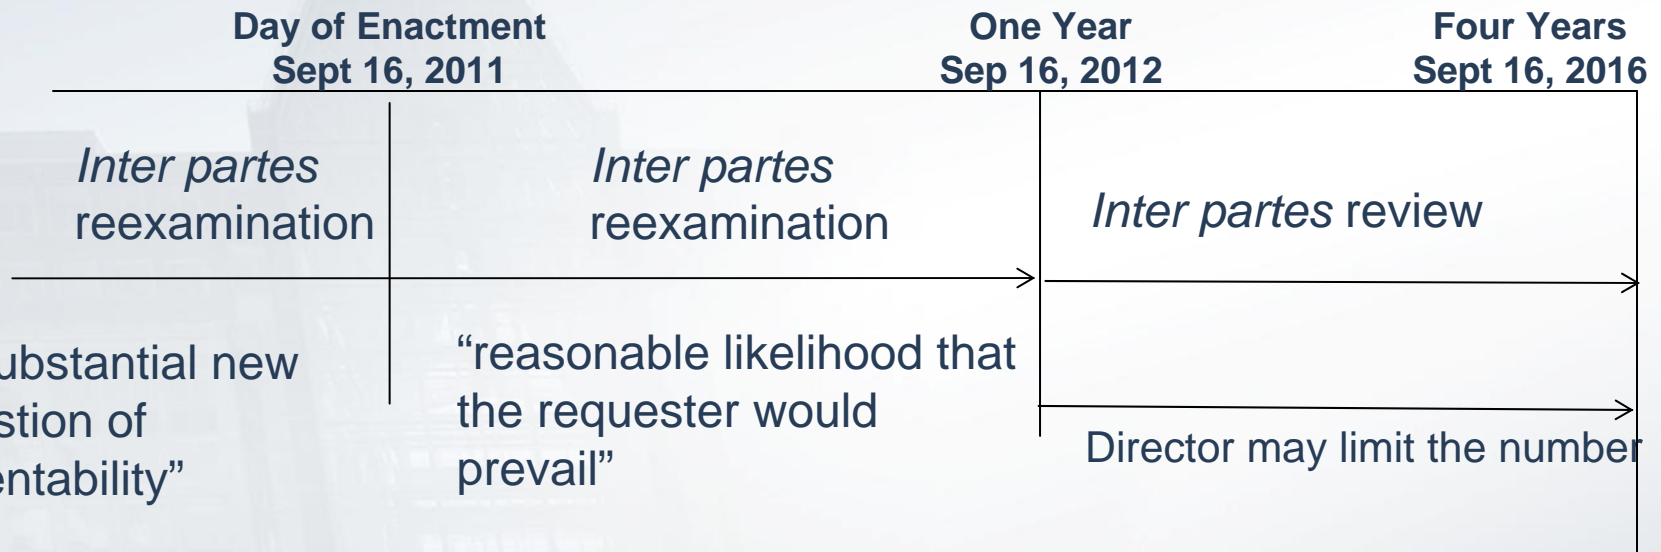 Day of Enactment
Sept 16, 2011
One Year
Sep 16, 2012
Four Years
Sept 16, 2016
Inter partes
reexamination
Inter partes
reexamination
Inter partes review
ubstantial new
stion of
entability”
“reasonable likelihood that
the requester would
prevail”
Director may limit the number